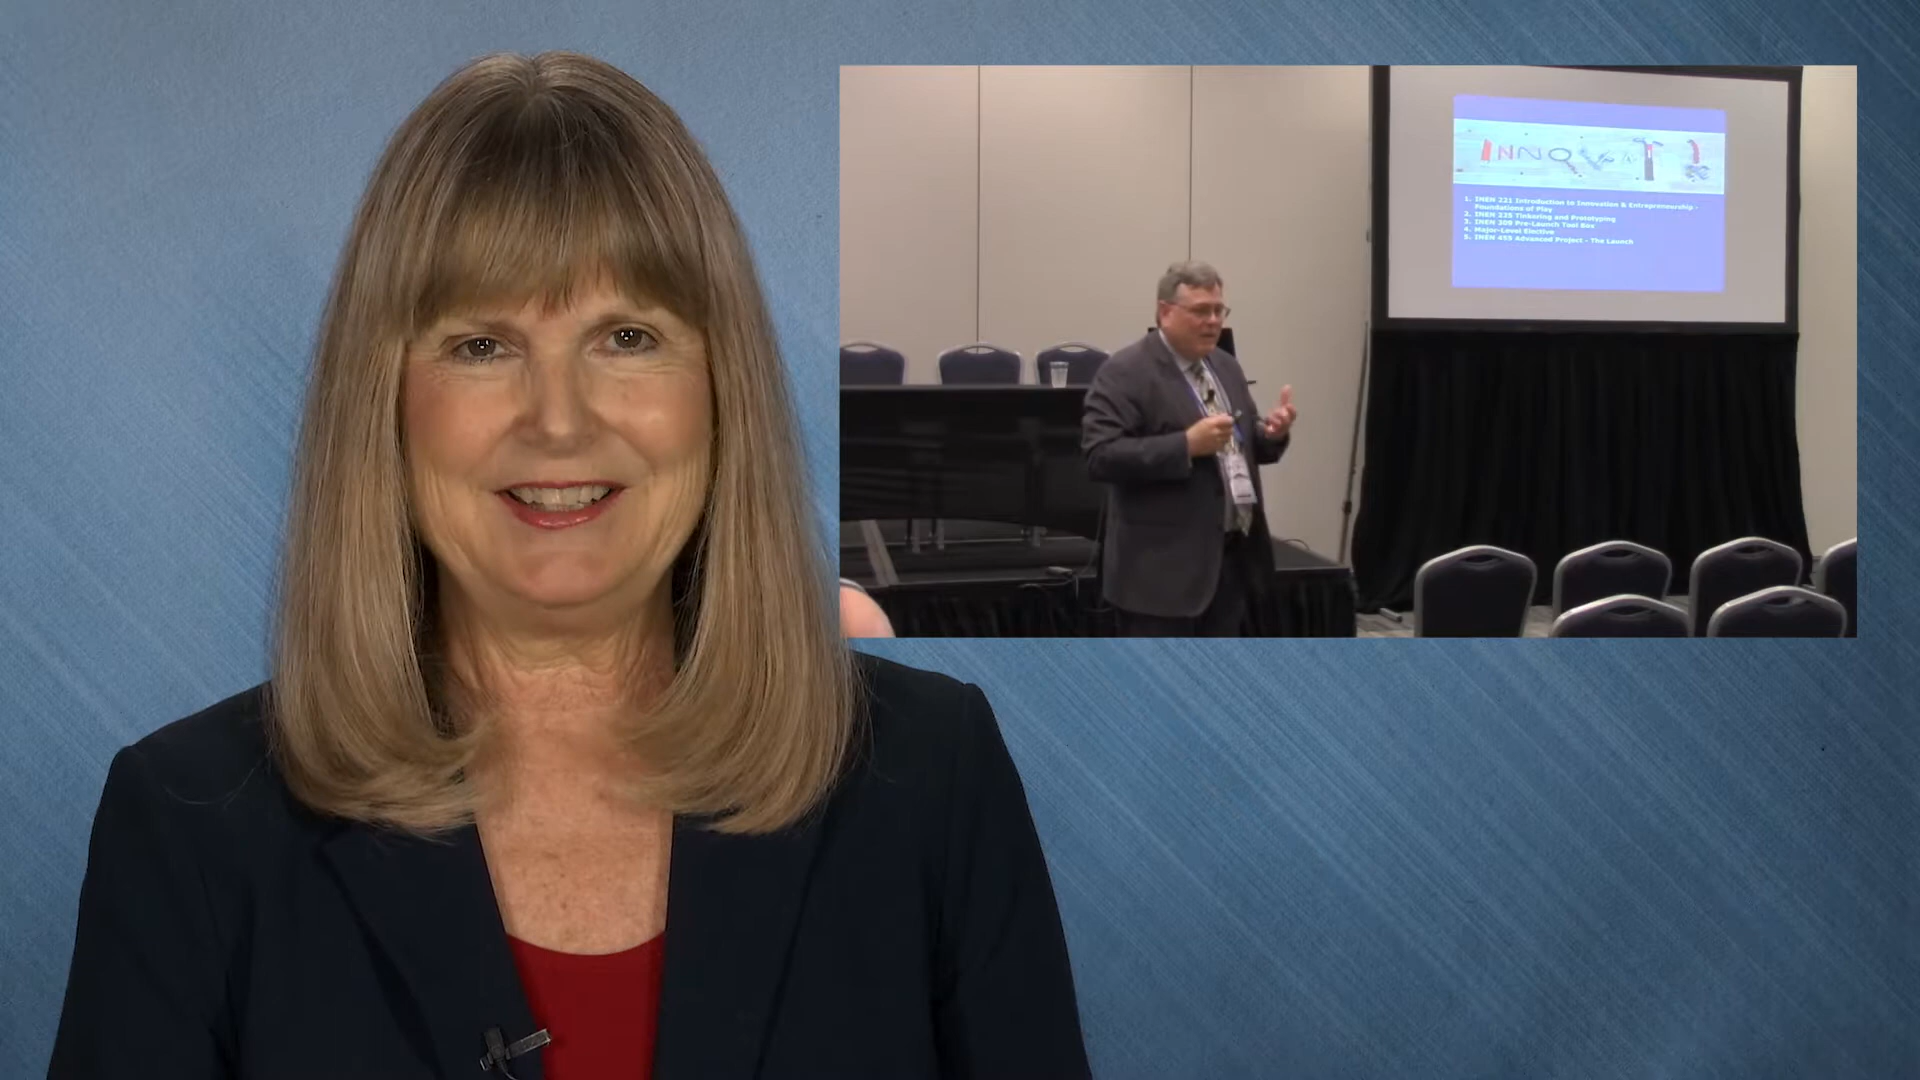 INNOVATI
1. INEN 221 Introduction to Innovation & Entrepreneurship -
Foundations of Play
2. INEN 225 Tinkering and Prototyping
3. INEN 309 Pre-Launch Tool Box
4. Major-Level Elective
5. INEN 455 Advanced Project - The Launch